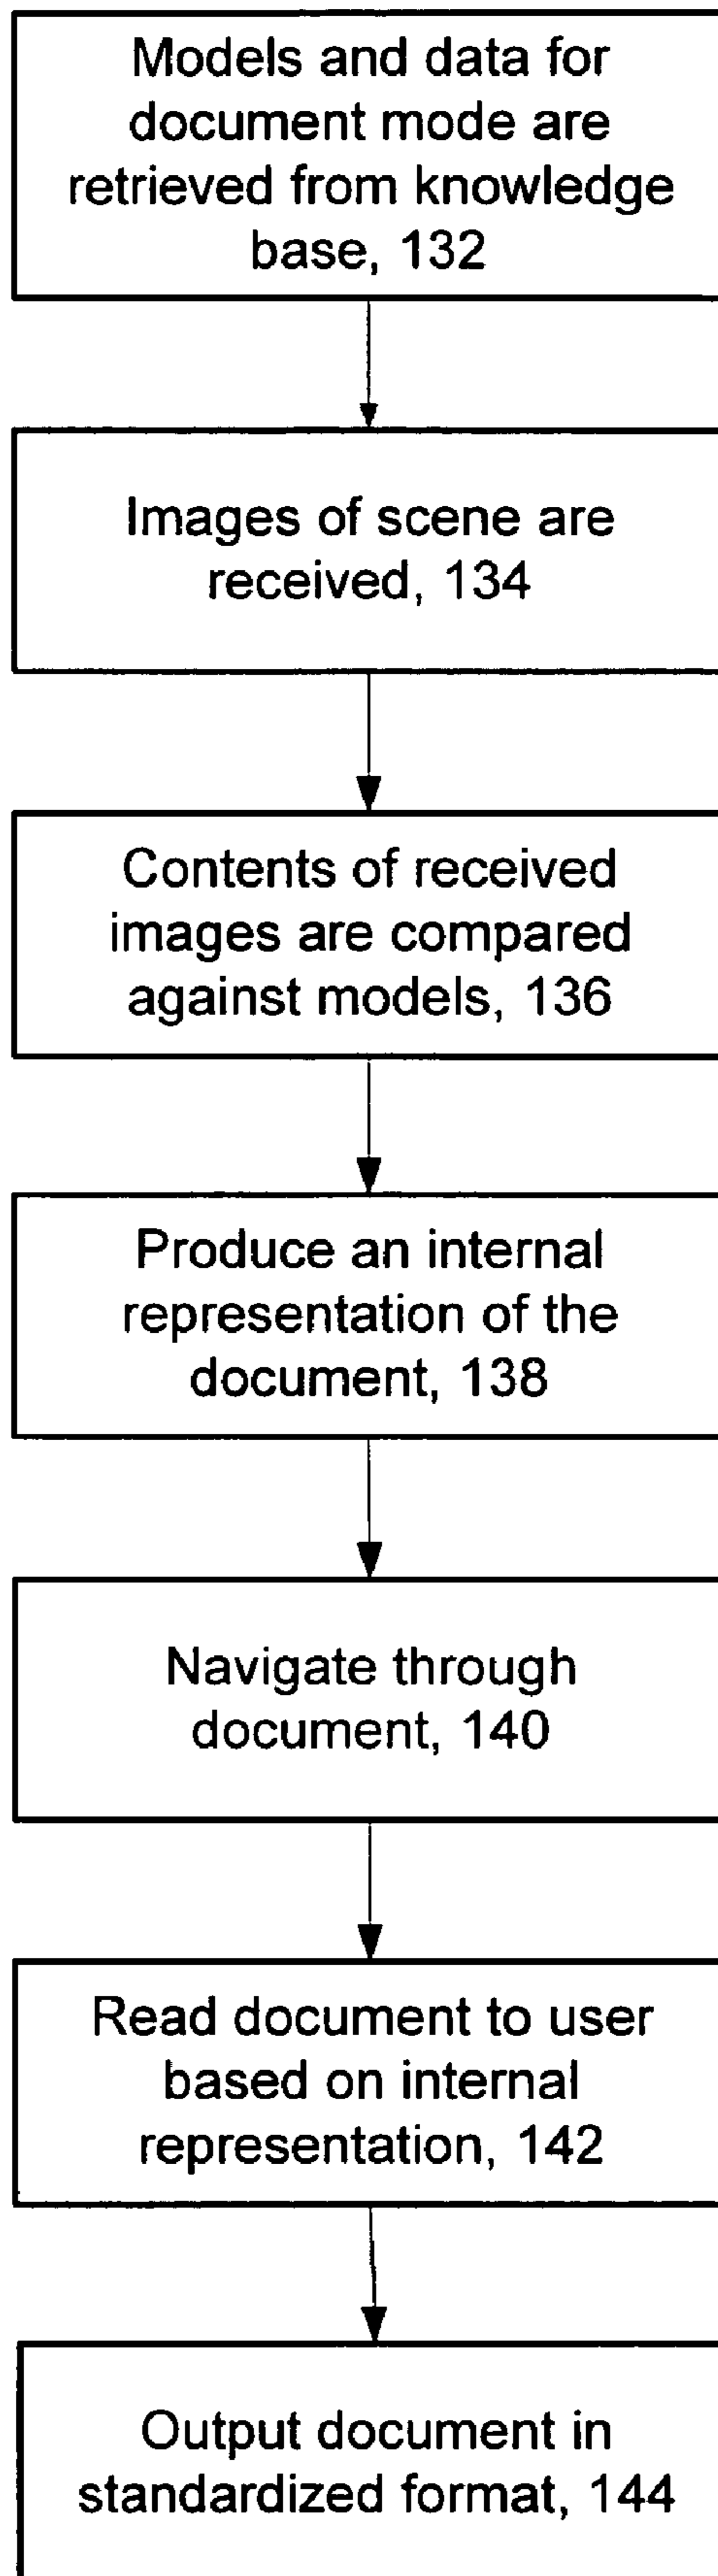 Models and data for
document mode are
retrieved from knowledge
base, 132
Images of scene are
received, 134
Contents of received
images are compared
against models, 136
Produce an internal
representation of the
document, 138
Navigate through
document, 140
Read document to user
based on internal
representation, 142
Output document in
standardized format, 144